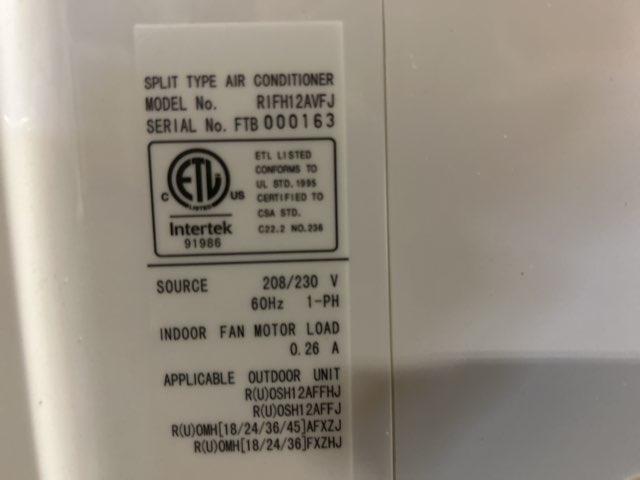 SPLIT TYPE AIR CONDITIONER
MODEL No. RIFH12AVFJ
SERIAL No. FTB 000163
ETL LISTED
CONFORMS TO
UL STD. 1995
CERTIFIED TO
CSA STD.
C22.2 NO.236
C ETL US
LISTED
Intertek
91986
SOURCE 208/230 V
60Hz 1-PH
INDOOR FAN MOTOR LOAD
0.26 A
APPLICABLE OUTDOOR UNIT
R(U)OSH12AFFHJ
R(U)OSH12AFFJ
R(U)OMH[18/24/36/45]AFXZJ
R(U)OMH[18/24/36]FXZHJ